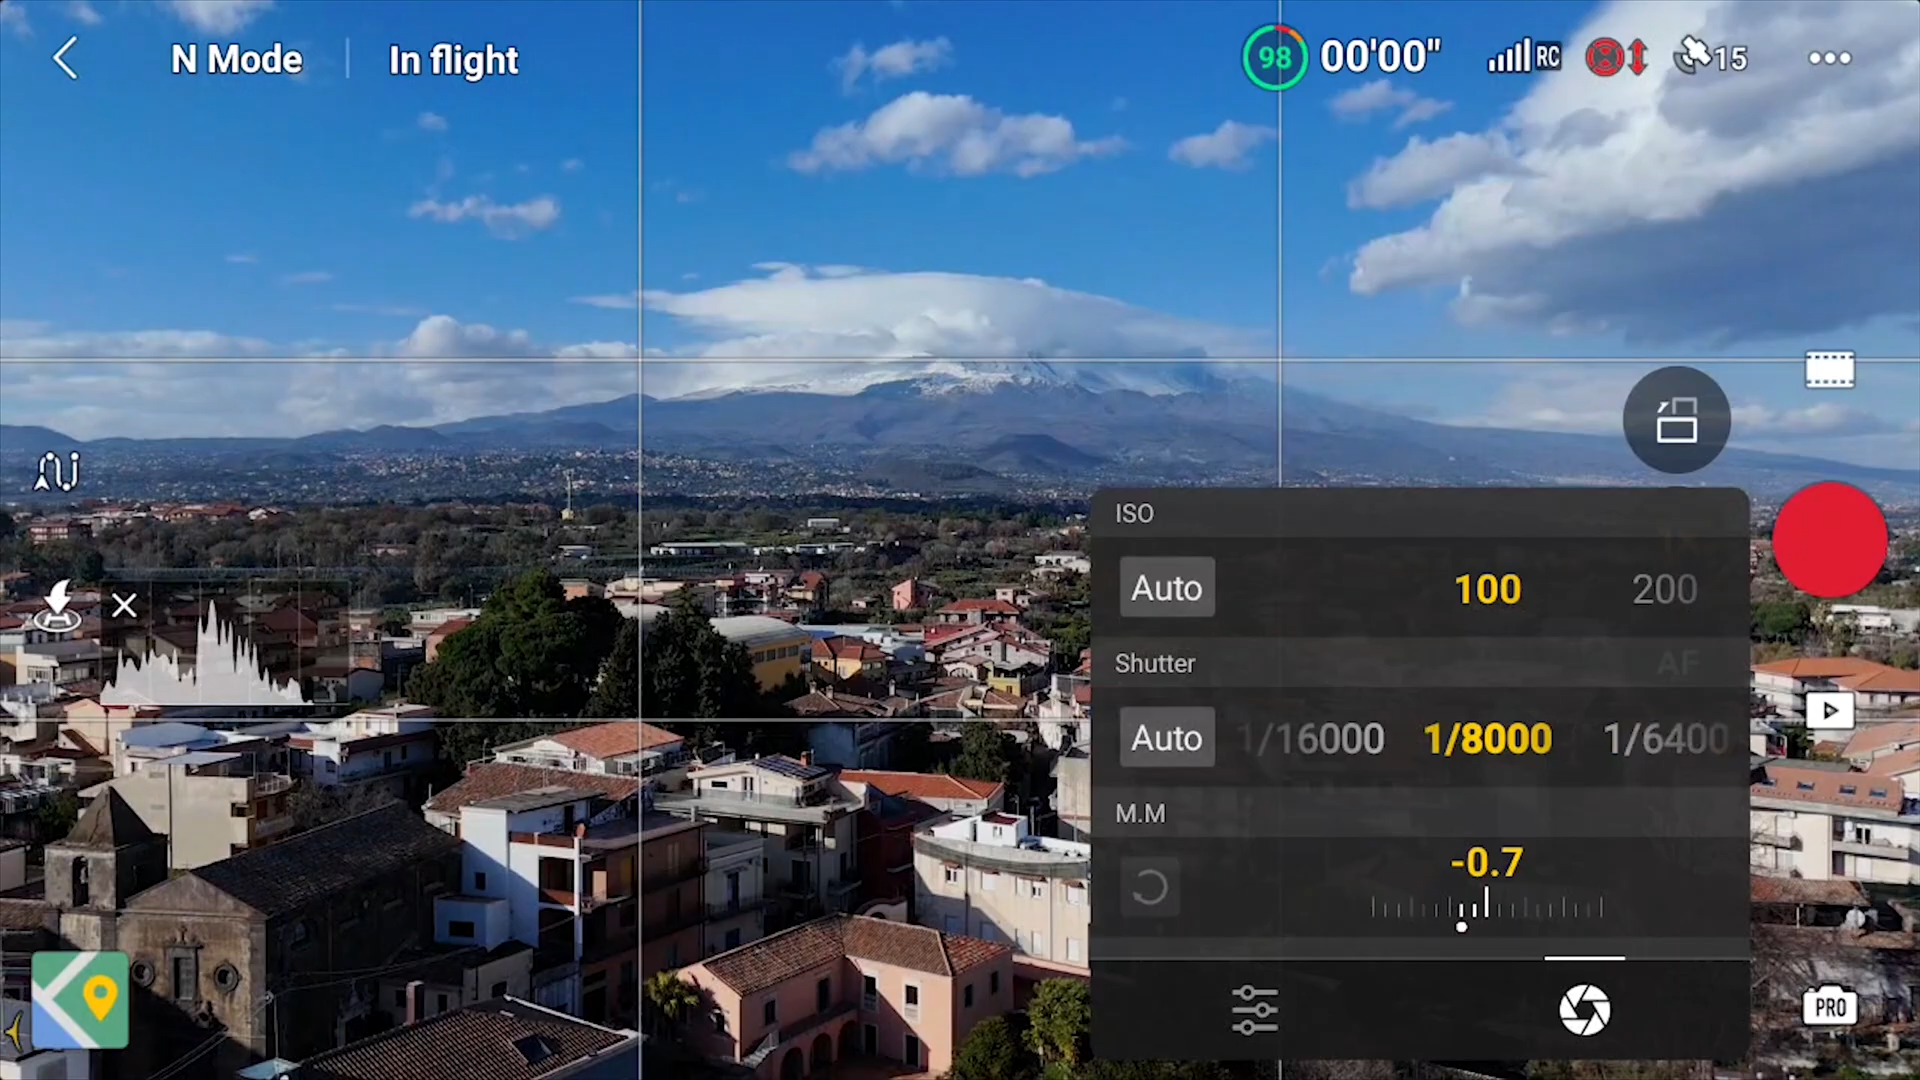 N Mode | In flight
98 00'00" RC 15
ISO
Auto 100 200
Shutter
AF
Auto 1/16000 1/8000 1/6400
M.M
-0.7
PRO